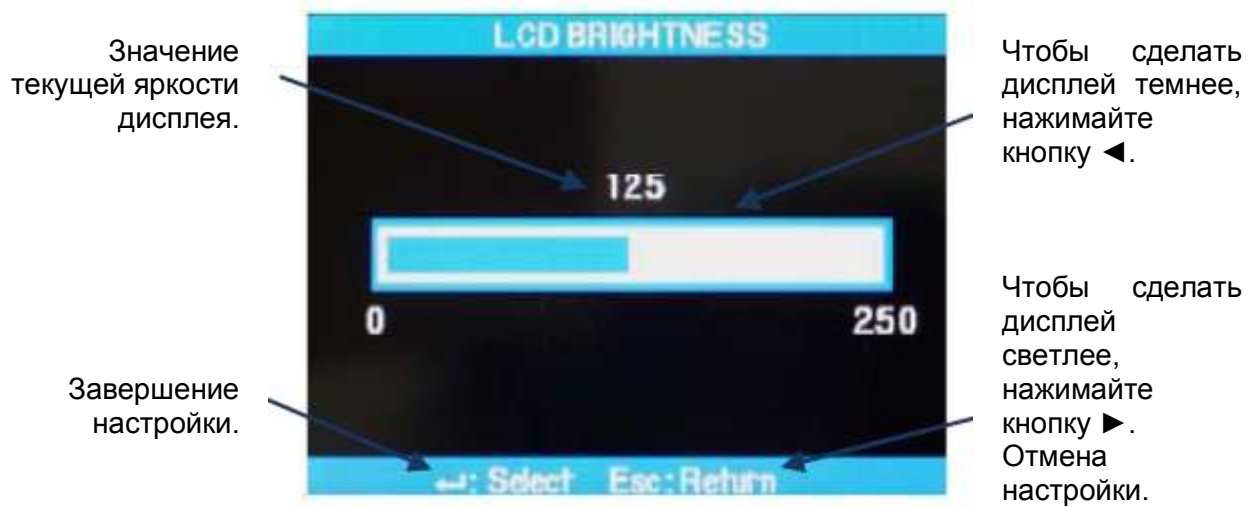 LCD BRIGHTNESS
Значение
текущей яркости
дисплея.
Чтобы сделать
дисплей темнее,
нажимайте
кнопку ◄.
125
0
250
Чтобы сделать
дисплей
светлее,
нажимайте
кнопку ►.
Отмена
настройки.
Завершение
настройки.
↵: Select Esc: Return